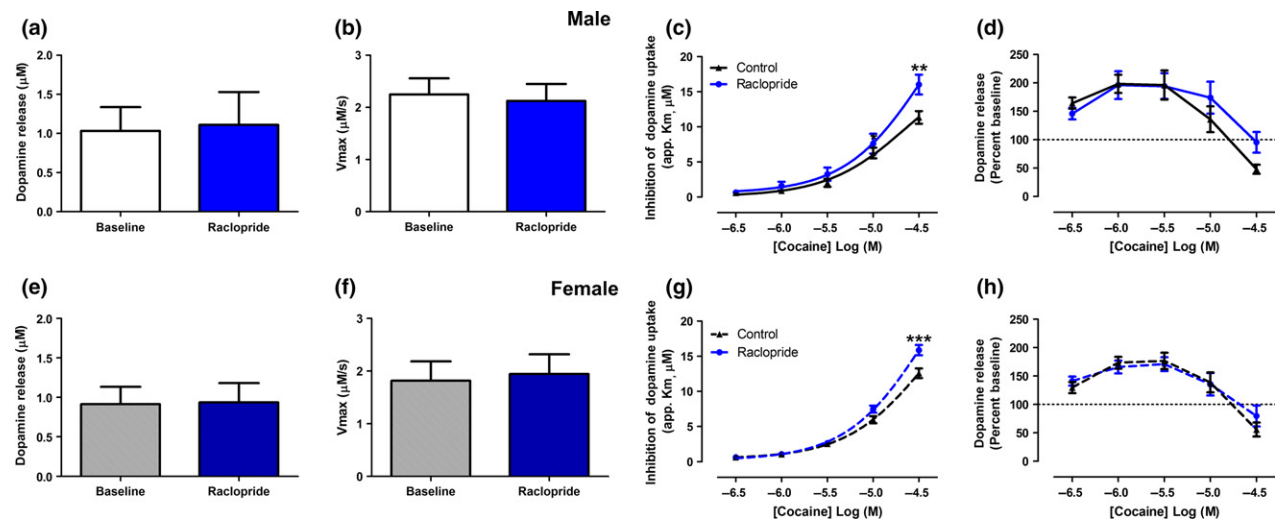 Male
(a)
Dopamine release (µM)
2.0
1.5
1.0
0.5
0.0
Baseline
Raclopride
(b)
Vmax (µM/s)
3
2
1
0
Baseline
Raclopride
(c)
Inhibition of dopamine uptake
(app. Km, µM)
20
15
10
5
0
Control
Raclopride
**
–6.5
–6.0
–5.5
–5.0
–4.5
[Cocaine] Log (M)
(d)
Dopamine release
(Percent baseline)
250
200
150
100
50
0
–6.5
–6.0
–5.5
–5.0
–4.5
[Cocaine] Log (M)
Female
(e)
Dopamine release (µM)
2.0
1.5
1.0
0.5
0.0
Baseline
Raclopride
(f)
Vmax (µM/s)
3
2
1
0
Baseline
Raclopride
(g)
Inhibition of dopamine uptake
(app. Km, µM)
20
15
10
5
0
Control
Raclopride
***
–6.5
–6.0
–5.5
–5.0
–4.5
[Cocaine] Log (M)
(h)
Dopamine release
(Percent baseline)
250
200
150
100
50
0
–6.5
–6.0
–5.5
–5.0
–4.5
[Cocaine] Log (M)